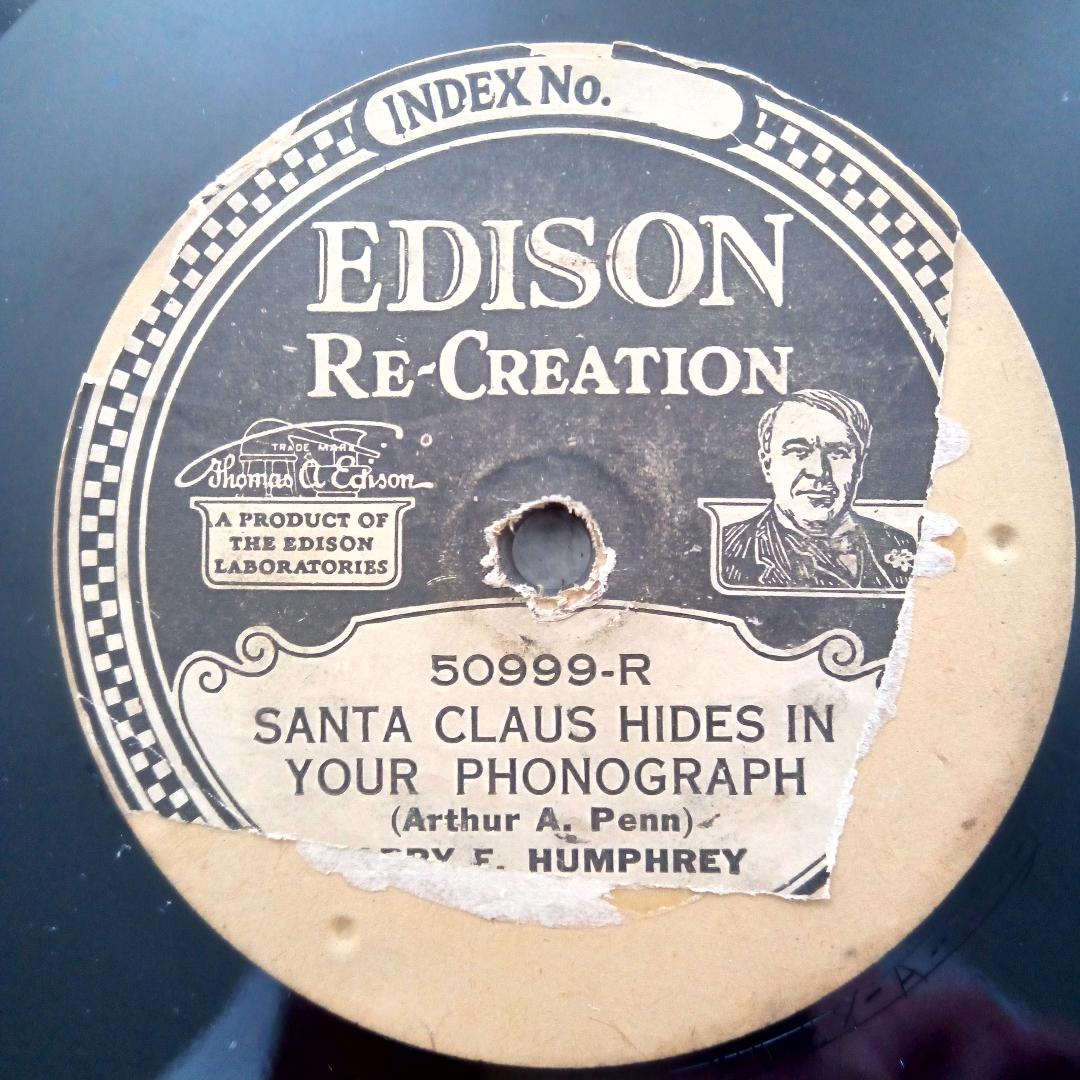 INDEX No.
EDISON
RE-CREATION
TRADE MARK
Thomas A Edison
A PRODUCT OF
THE EDISON
LABORATORIES
50999-R
SANTA CLAUS HIDES IN
YOUR PHONOGRAPH
(Arthur A. Penn)
E. HUMPHREY